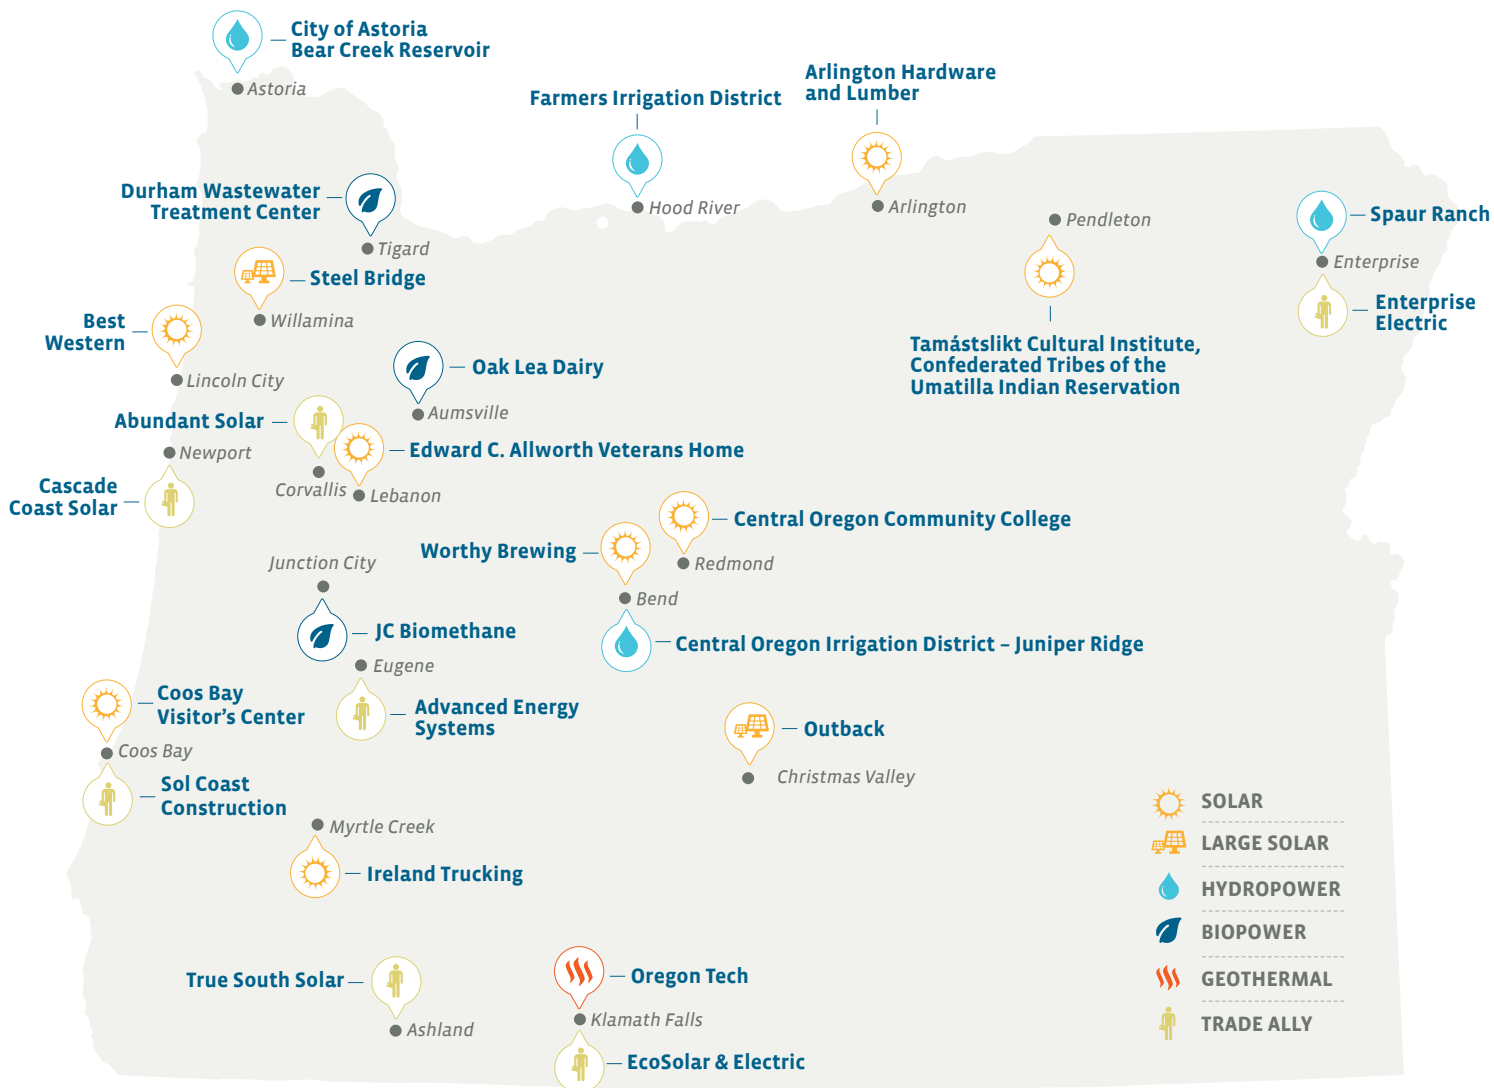 City of Astoria
Bear Creek Reservoir
Astoria
Arlington Hardware
and Lumber
Farmers Irrigation District
Durham Wastewater
Treatment Center
Hood River
Arlington
Pendleton
Spaur Ranch
Tigard
Enterprise
Steel Bridge
Willamina
Enterprise
Electric
Best
Western
Tamástslikt Cultural Institute,
Confederated Tribes of the
Umatilla Indian Reservation
Lincoln City
Oak Lea Dairy
Aumsville
Abundant Solar
Newport
Edward C. Allworth Veterans Home
Corvallis
Lebanon
Cascade
Coast Solar
Central Oregon Community College
Worthy Brewing
Redmond
Junction City
Bend
JC Biomethane
Central Oregon Irrigation District – Juniper Ridge
Eugene
Coos Bay
Visitor’s Center
Advanced Energy
Systems
Outback
Coos Bay
Christmas Valley
Sol Coast
Construction
Myrtle Creek
Ireland Trucking
True South Solar
Oregon Tech
Ashland
Klamath Falls
EcoSolar & Electric
SOLAR
LARGE SOLAR
HYDROPOWER
BIOPOWER
GEOTHERMAL
TRADE ALLY